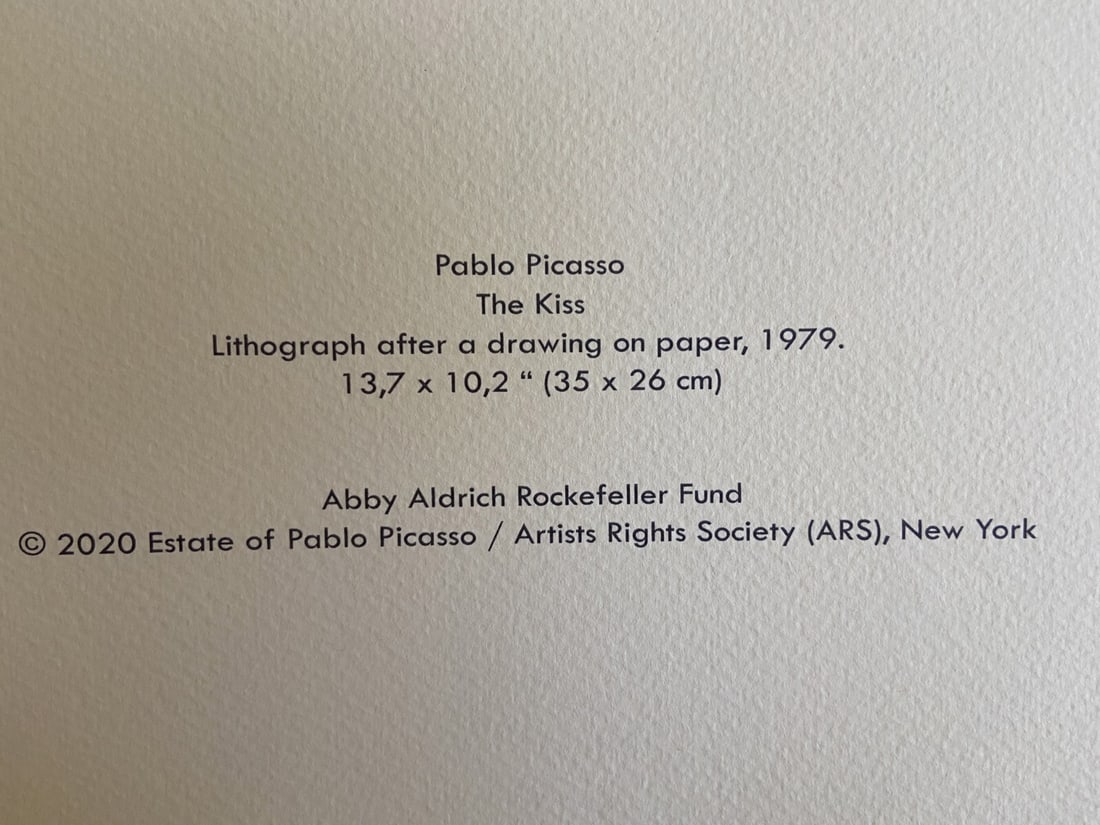 Pablo Picasso
The Kiss
Lithograph after a drawing on paper, 1979.
13,7 x 10,2 “ (35 x 26 cm)
Abby Aldrich Rockefeller Fund
© 2020 Estate of Pablo Picasso / Artists Rights Society (ARS), New York